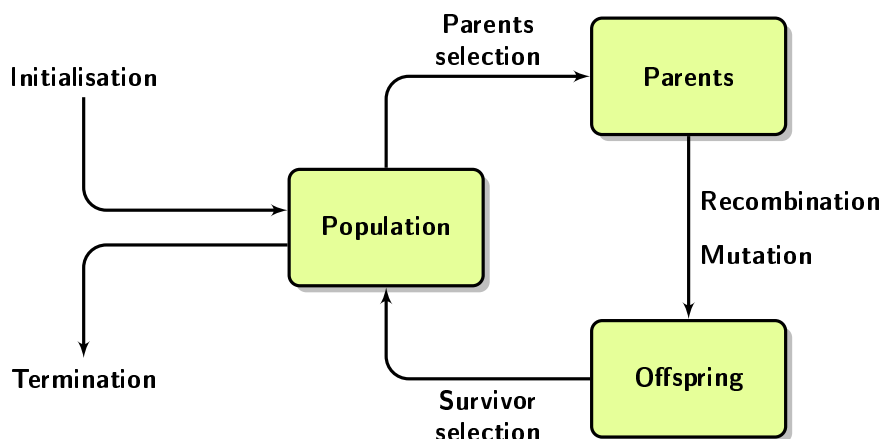 Parents
selection
Initialisation
Parents
Population
Recombination
Mutation
Termination
Offspring
Survivor
selection